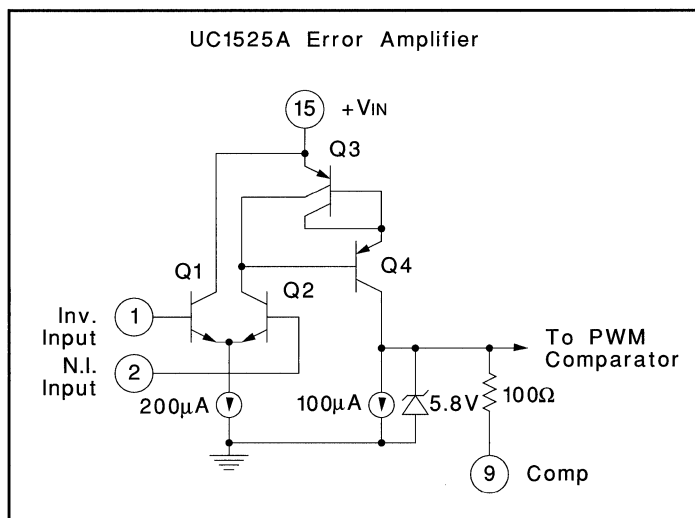 UC1525A Error Amplifier
15 +VIN
Q3
Q4
Q1
Q2
Inv.
Input
1
N.I.
Input
2
200µA
100µA
5.8V
100Ω
To PWM
Comparator
9 Comp